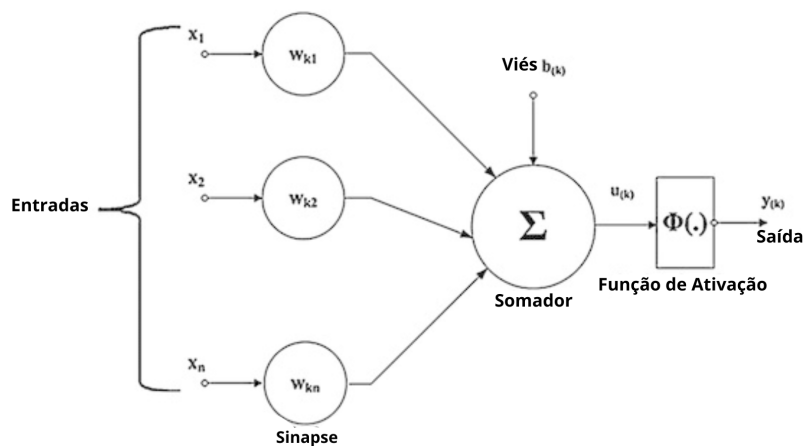 x₁
wₖ₁
Viés b₍ₖ₎
x₂
wₖ₂
Entradas
Σ
u₍ₖ₎
Φ(.)
y₍ₖ₎
Saída
Somador
Função de Ativação
xₙ
wₖₙ
Sinapse